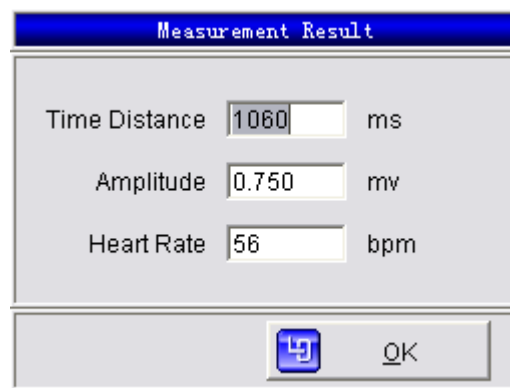 Measurement Result
Time Distance 1060 ms
Amplitude 0.750 mv
Heart Rate 56 bpm
OK